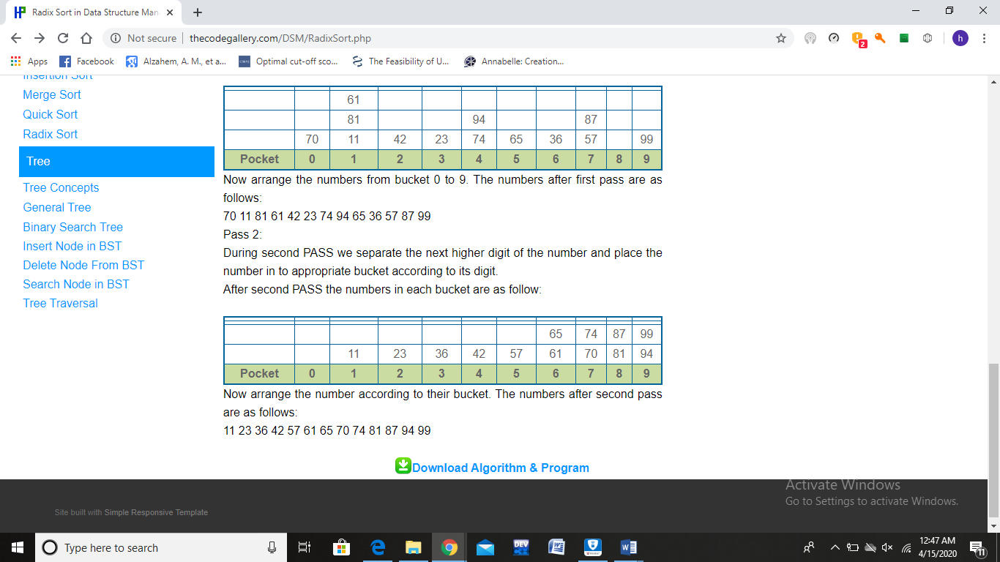 Radix Sort in Data Structure Man
Not secure thecodegallery.com/DSM/RadixSort.php
2
h
Apps Facebook Alzahem, A. M., et a... Optimal cut-off sco... The Feasibility of U... Annabelle: Creation...
Insertion Sort
Merge Sort
Quick Sort
Radix Sort
Tree
Tree Concepts
General Tree
Binary Search Tree
Insert Node in BST
Delete Node From BST
Search Node in BST
Tree Traversal
61
81 94 87
70 11 42 23 74 65 36 57 99
Pocket 0 1 2 3 4 5 6 7 8 9
Now arrange the numbers from bucket 0 to 9. The numbers after first pass are as
follows:
70 11 81 61 42 23 74 94 65 36 57 87 99
Pass 2:
During second PASS we separate the next higher digit of the number and place the
number in to appropriate bucket according to its digit.
After second PASS the numbers in each bucket are as follow:
65 74 87 99
11 23 36 42 57 61 70 81 94
Pocket 0 1 2 3 4 5 6 7 8 9
Now arrange the number according to their bucket. The numbers after second pass
are as follows:
11 23 36 42 57 61 65 70 74 81 87 94 99
Download Algorithm & Program
Activate Windows
Go to Settings to activate Windows.
Site built with Simple Responsive Template
Type here to search
DEV
12:47 AM
4/15/2020
11